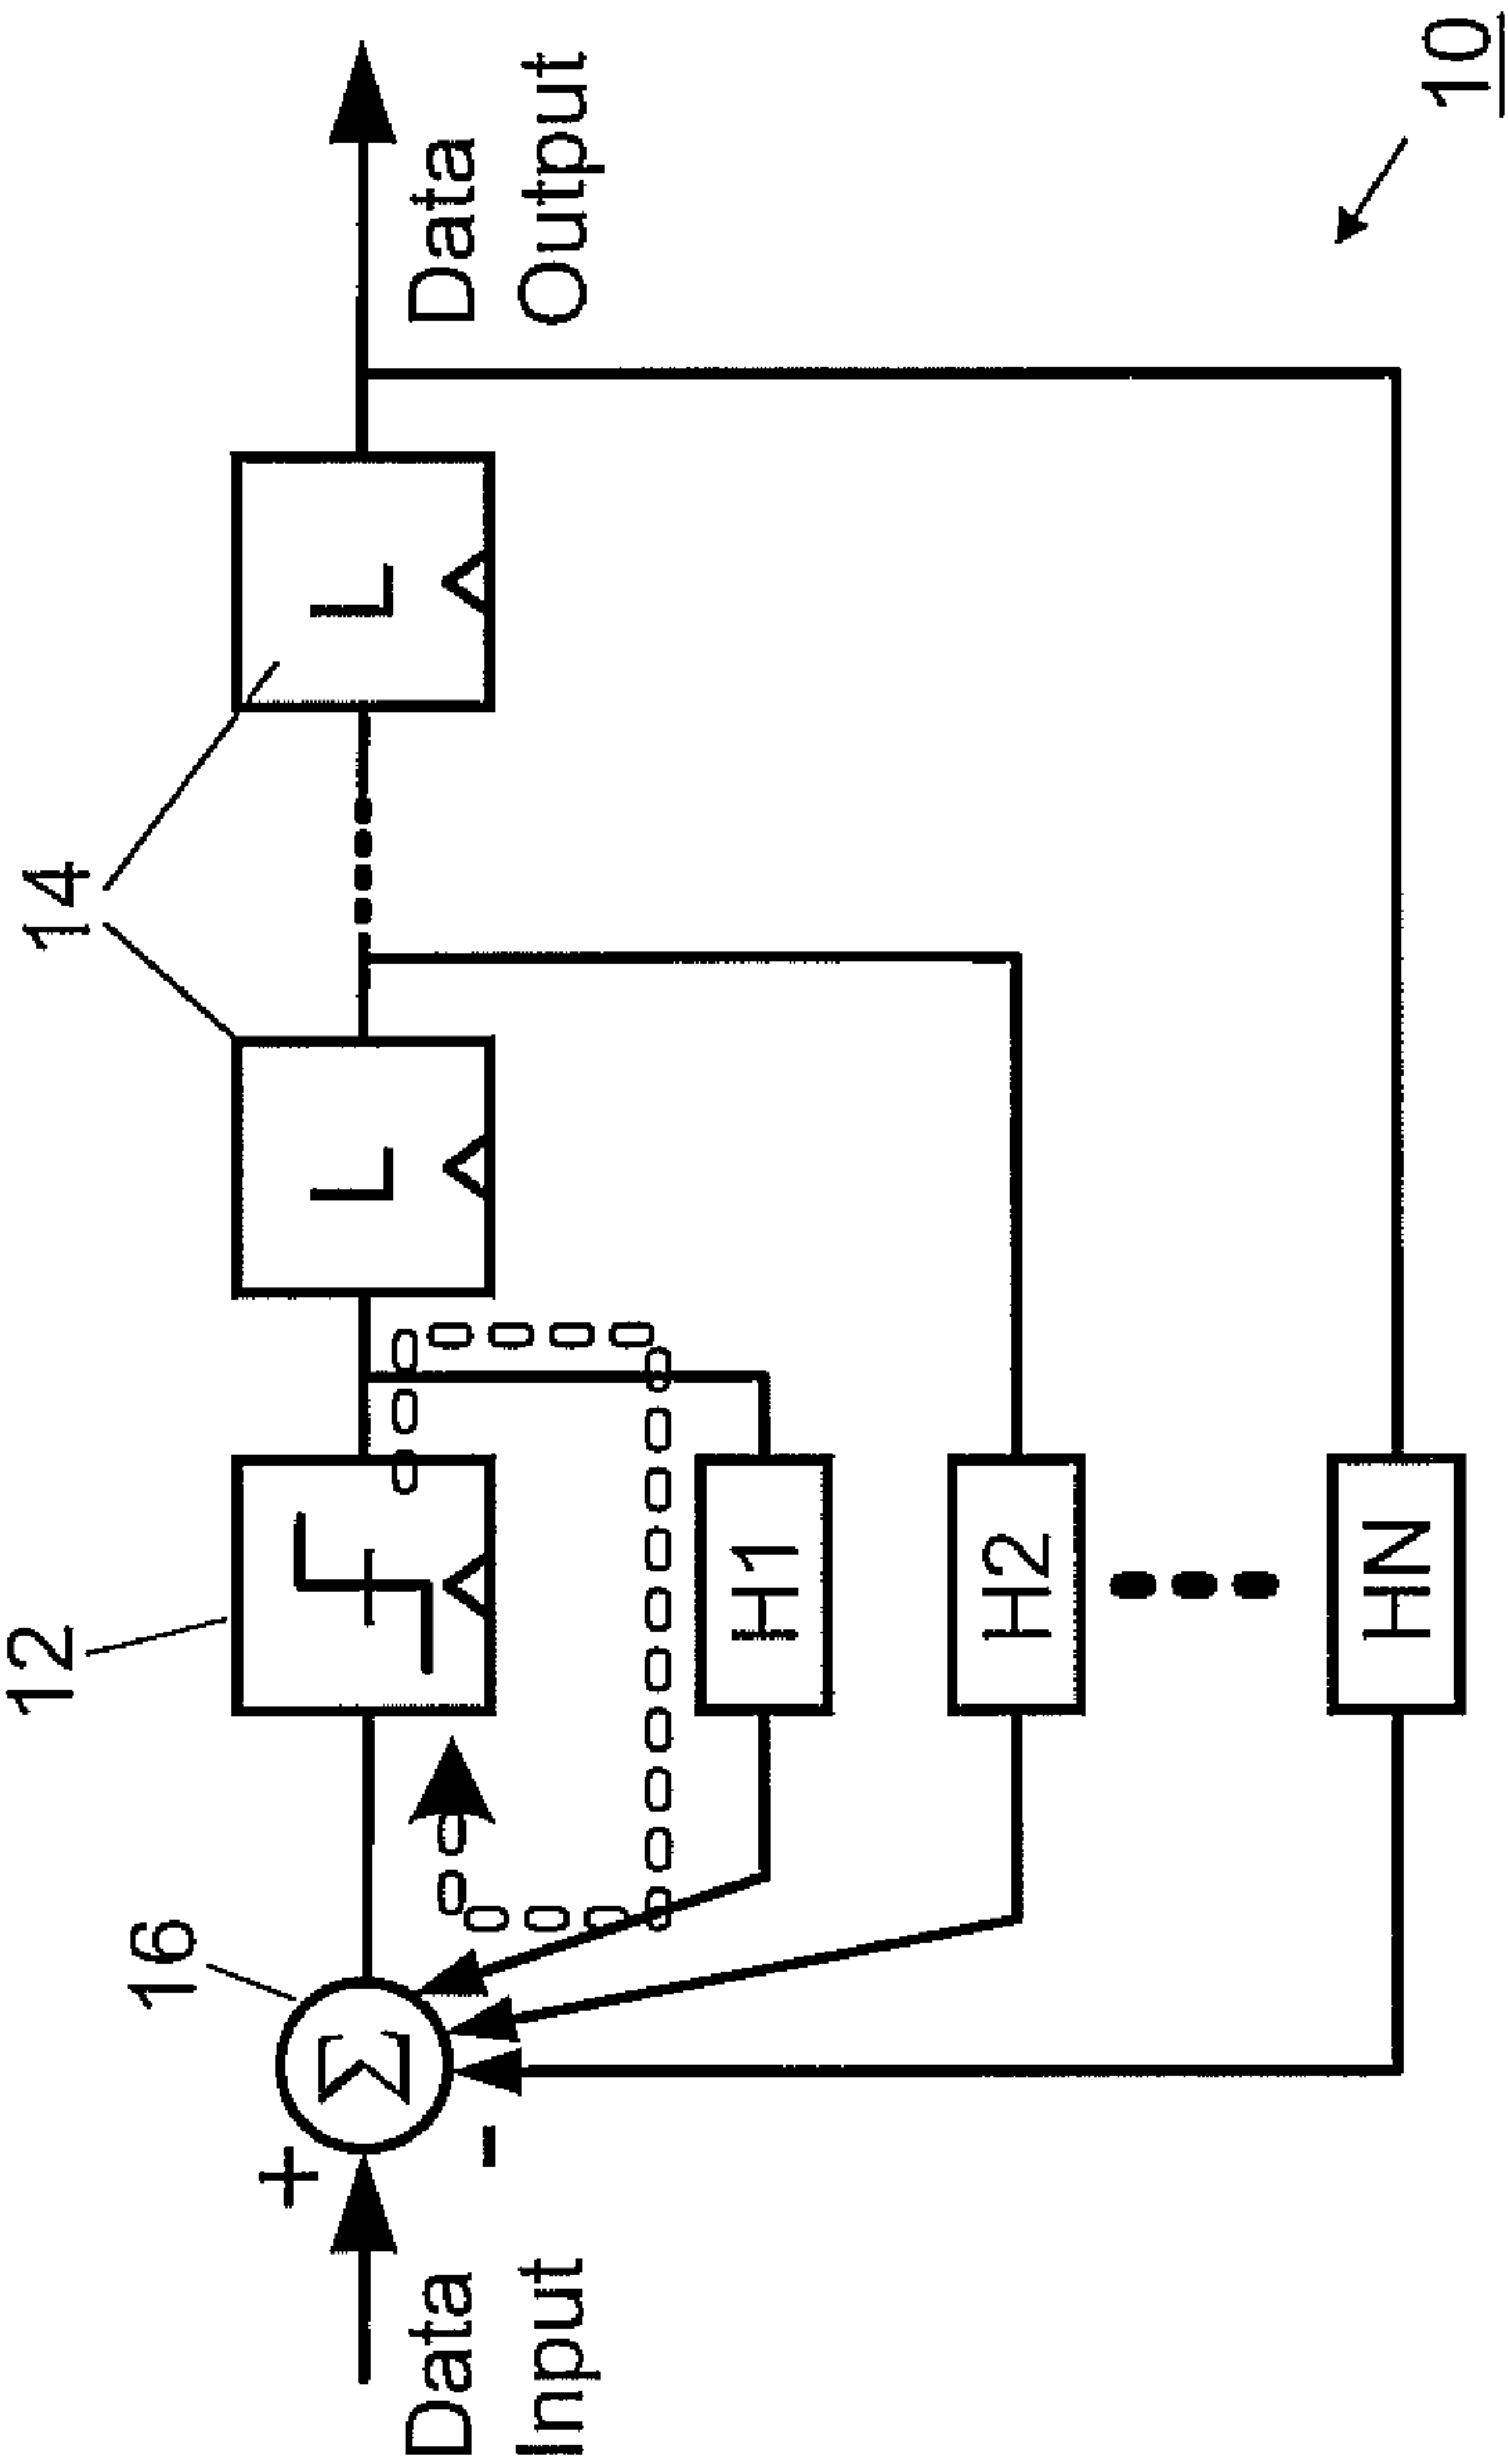 12
14
16
Σ
L
L
+
-
Data
Input
Data
Output
H1
H2
HN
10